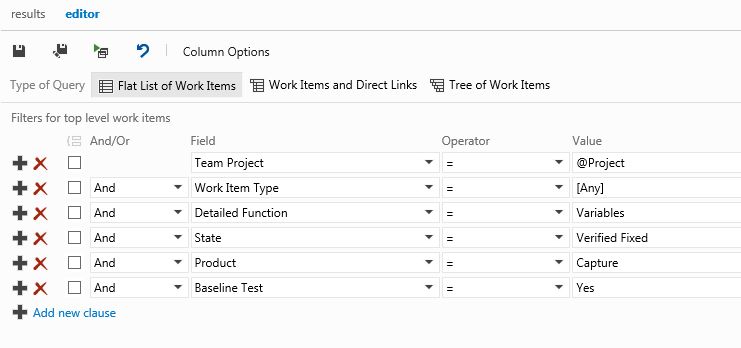 results editor
Column Options
Type of Query Flat List of Work Items Work Items and Direct Links Tree of Work Items
Filters for top level work items
And/Or Field Operator Value
Team Project = @Project
And Work Item Type = [Any]
And Detailed Function = Variables
And State = Verified Fixed
And Product = Capture
And Baseline Test = Yes
Add new clause